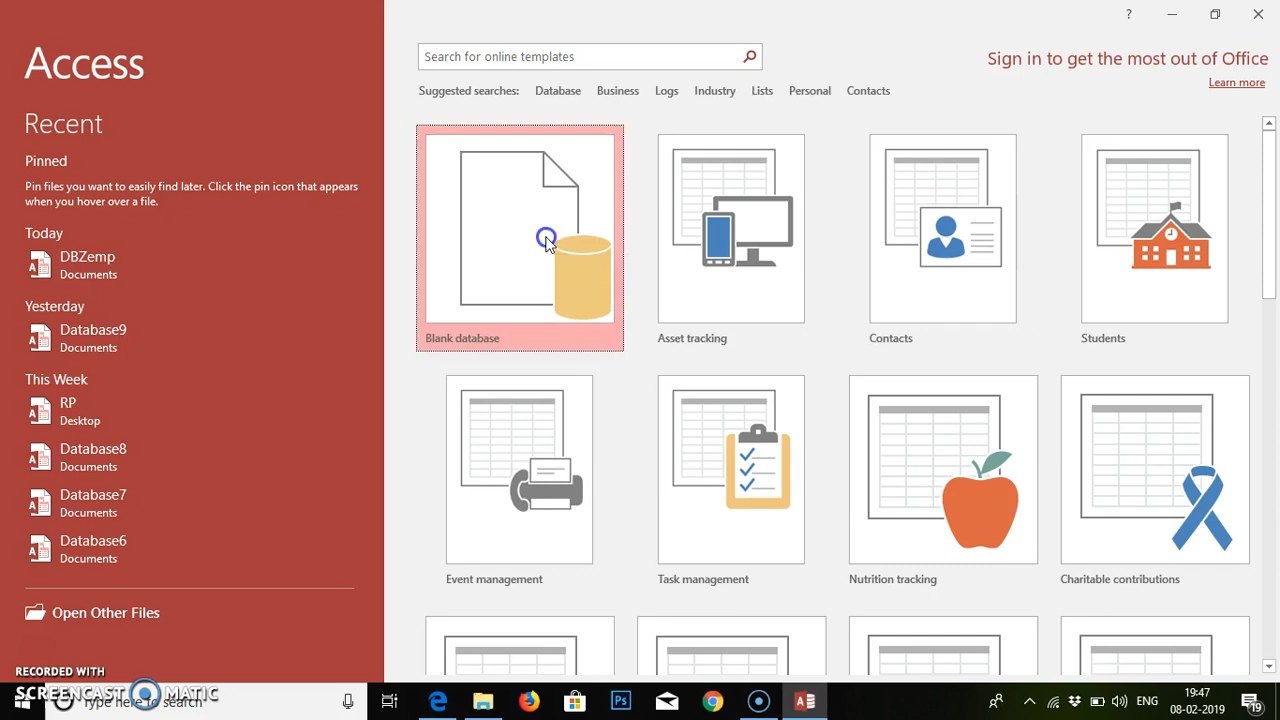 ?
Access
Search for online templates
Sign in to get the most out of Office
Learn more
Suggested searches: Database Business Logs Industry Lists Personal Contacts
Recent
Pinned
Pin files you want to easily find later. Click the pin icon that appears
when you hover over a file.
Today
DBZemp
Documents
Yesterday
Database9
Documents
This Week
RP
Desktop
Database8
Documents
Database7
Documents
Database6
Documents
Open Other Files
Blank database
Asset tracking
Contacts
Students
Event management
Task management
Nutrition tracking
Charitable contributions
RECORDED WITH
SCREENCAST MATIC
Type here to search
Ps
ENG
19:47
08-02-2019
19